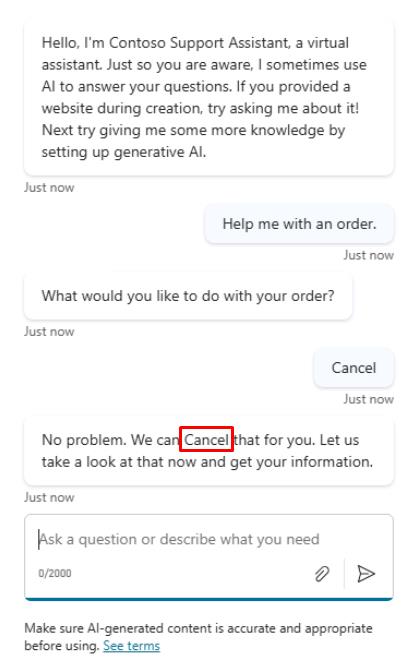 Hello, I'm Contoso Support Assistant, a virtual
assistant. Just so you are aware, I sometimes use
AI to answer your questions. If you provided a
website during creation, try asking me about it!
Next try giving me some more knowledge by
setting up generative AI.
Just now
Help me with an order.
Just now
What would you like to do with your order?
Just now
Cancel
Just now
No problem. We can Cancel that for you. Let us
take a look at that now and get your information.
Just now
Ask a question or describe what you need
0/2000
Make sure AI-generated content is accurate and appropriate
before using. See terms